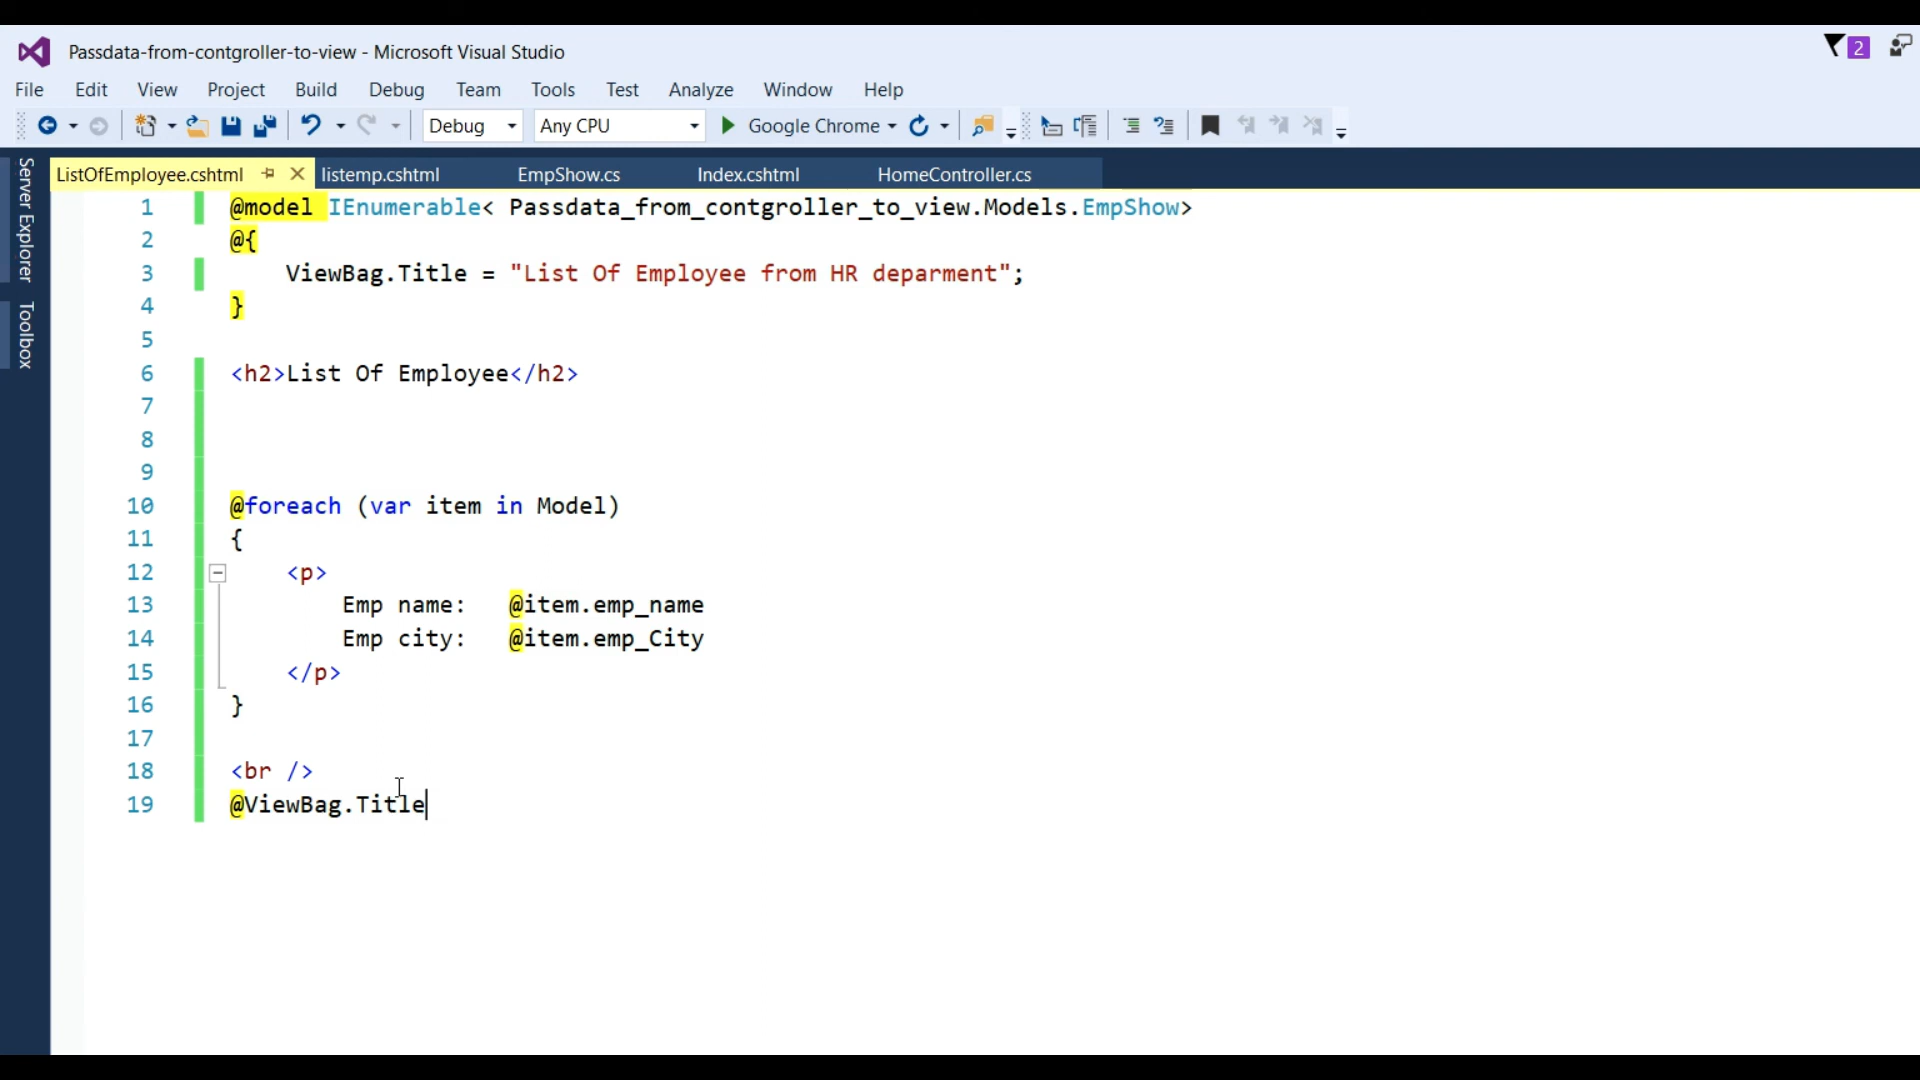 Passdata-from-contgroller-to-view - Microsoft Visual Studio
2
File Edit View Project Build Debug Team Tools Test Analyze Window Help
Debug Any CPU Google Chrome
Server Explorer
Toolbox
ListOfEmployee.cshtml listemp.cshtml EmpShow.cs Index.cshtml HomeController.cs
1 @model IEnumerable< Passdata_from_contgroller_to_view.Models.EmpShow>
2 @{
3 ViewBag.Title = "List Of Employee from HR deparment";
4 }
5
6 <h2>List Of Employee</h2>
7
8
9
10 @foreach (var item in Model)
11 {
12 <p>
13 Emp name: @item.emp_name
14 Emp city: @item.emp_City
15 </p>
16 }
17
18 <br />
19 @ViewBag.Title